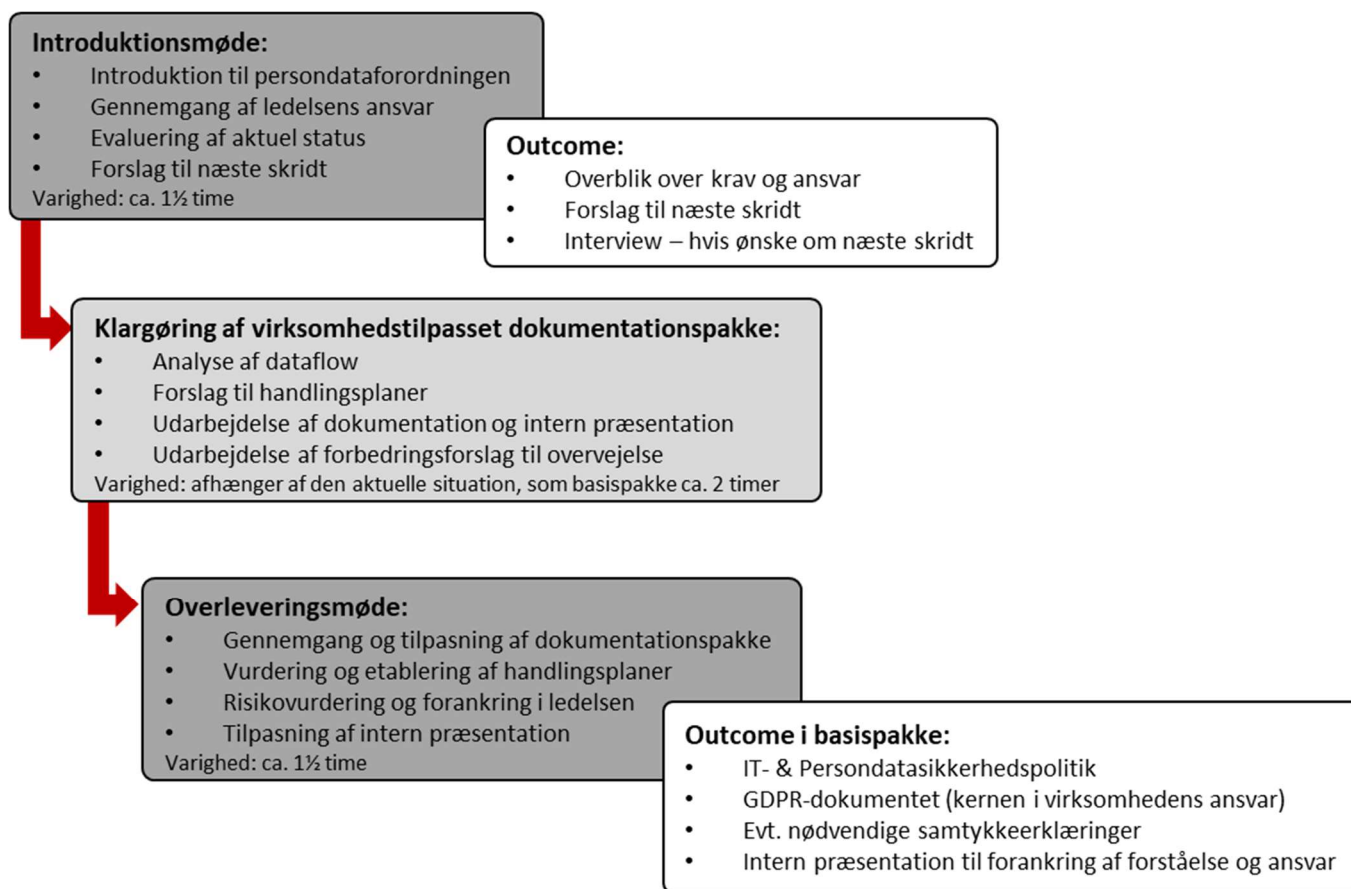 Introduktionsmøde:
• Introduktion til persondataforordningen
• Gennemgang af ledelsens ansvar
• Evaluering af aktuel status
• Forslag til næste skridt
Varighed: ca. 1½ time
Outcome:
• Overblik over krav og ansvar
• Forslag til næste skridt
• Interview – hvis ønske om næste skridt
Klargøring af virksomhedstilpasset dokumentationspakke:
• Analyse af dataflow
• Forslag til handlingsplaner
• Udarbejdelse af dokumentation og intern præsentation
• Udarbejdelse af forbedringsforslag til overvejelse
Varighed: afhænger af den aktuelle situation, som basispakke ca. 2 timer
Overleveringsmøde:
• Gennemgang og tilpasning af dokumentationspakke
• Vurdering og etablering af handlingsplaner
• Risikovurdering og forankring i ledelsen
• Tilpasning af intern præsentation
Varighed: ca. 1½ time
Outcome i basispakke:
• IT- & Persondatasikkerhedspolitik
• GDPR-dokumentet (kernen i virksomhedens ansvar)
• Evt. nødvendige samtykkeerklæringer
• Intern præsentation til forankring af forståelse og ansvar